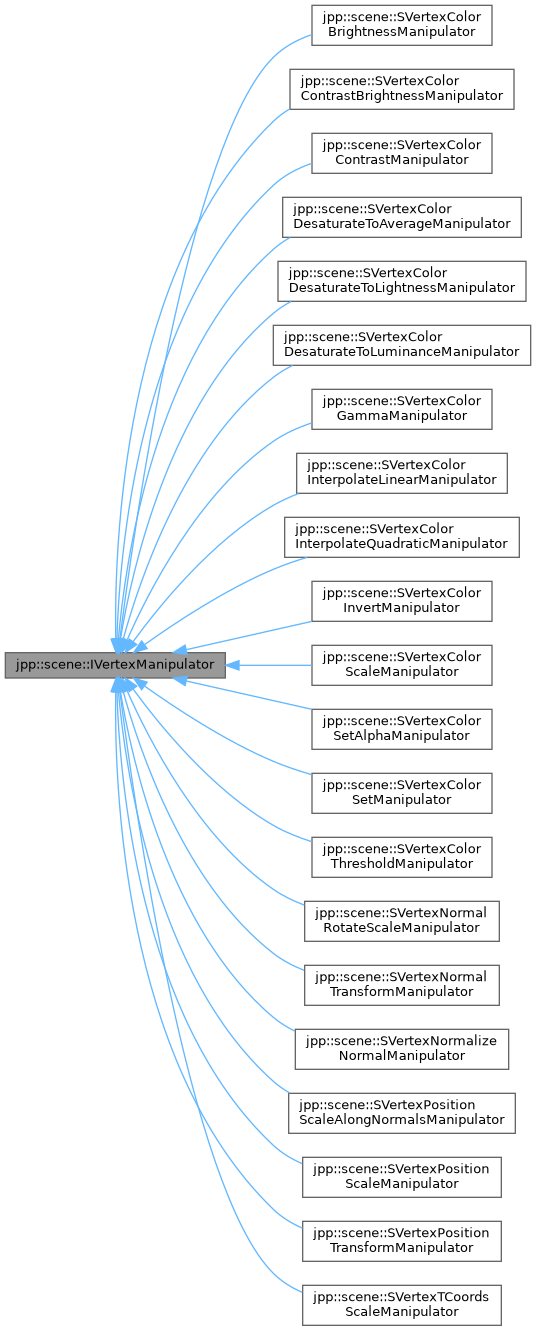 jpp::scene::SVertexColor
BrightnessManipulator
jpp::scene::SVertexColor
ContrastBrightnessManipulator
jpp::scene::SVertexColor
ContrastManipulator
jpp::scene::SVertexColor
DesaturateToAverageManipulator
jpp::scene::SVertexColor
DesaturateToLightnessManipulator
jpp::scene::SVertexColor
DesaturateToLuminanceManipulator
jpp::scene::SVertexColor
GammaManipulator
jpp::scene::SVertexColor
InterpolateLinearManipulator
jpp::scene::SVertexColor
InterpolateQuadraticManipulator
jpp::scene::SVertexColor
InvertManipulator
jpp::scene::IVertexManipulator
jpp::scene::SVertexColor
ScaleManipulator
jpp::scene::SVertexColor
SetAlphaManipulator
jpp::scene::SVertexColor
SetManipulator
jpp::scene::SVertexColor
ThresholdManipulator
jpp::scene::SVertexNormal
RotateScaleManipulator
jpp::scene::SVertexNormal
TransformManipulator
jpp::scene::SVertexNormalize
NormalManipulator
jpp::scene::SVertexPosition
ScaleAlongNormalsManipulator
jpp::scene::SVertexPosition
ScaleManipulator
jpp::scene::SVertexPosition
TransformManipulator
jpp::scene::SVertexTCoords
ScaleManipulator